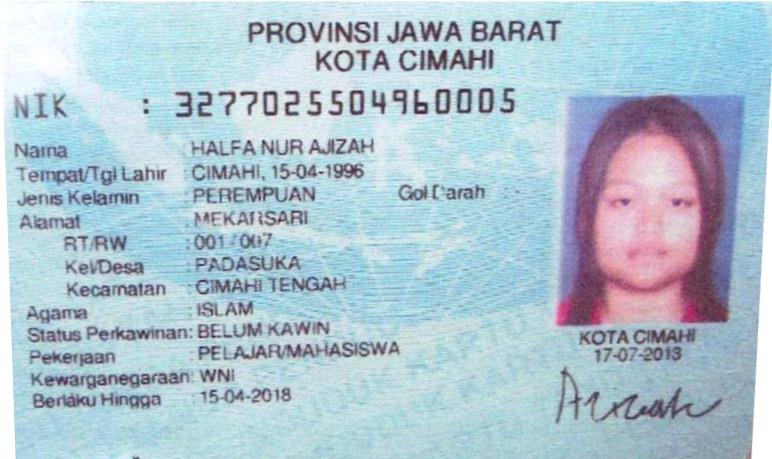 PROVINSI JAWA BARAT
KOTA CIMAHI
NIK : 3277025504960005
Nama : HALFA NUR AJIZAH
Tempat/Tgl Lahir : CIMAHI, 15-04-1996
Jenis Kelamin : PEREMPUAN Gol Darah : -
Alamat : MEKARSARI
RT/RW : 001 / 007
Kel/Desa : PADASUKA
Kecamatan : CIMAHI TENGAH
Agama : ISLAM
Status Perkawinan: BELUM KAWIN
Pekerjaan : PELAJAR/MAHASISWA
Kewarganegaraan: WNI
Berlaku Hingga : 15-04-2018
KOTA CIMAHI
17-07-2013